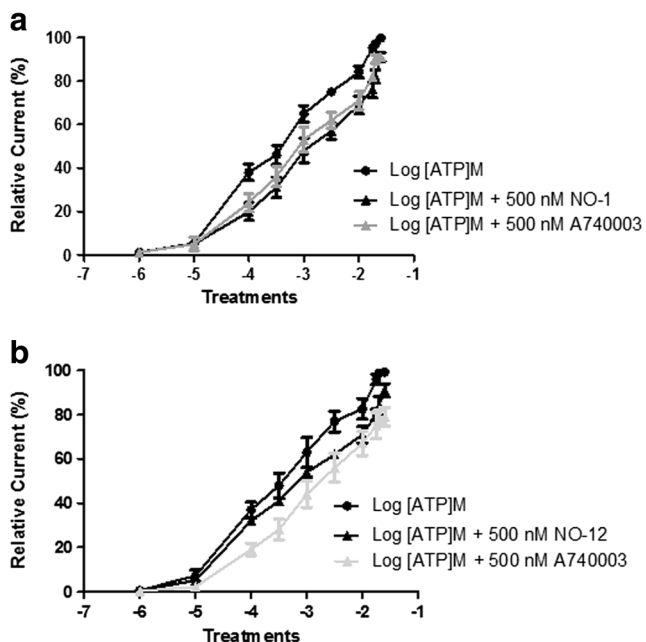 a
Relative Current (%)
100
80
60
40
20
0
Log [ATP]M
Log [ATP]M + 500 nM NO-1
Log [ATP]M + 500 nM A740003
-7 -6 -5 -4 -3 -2 -1
Treatments
b
Relative Current (%)
100
80
60
40
20
0
Log [ATP]M
Log [ATP]M + 500 nM NO-12
Log [ATP]M + 500 nM A740003
-7 -6 -5 -4 -3 -2 -1
Treatments